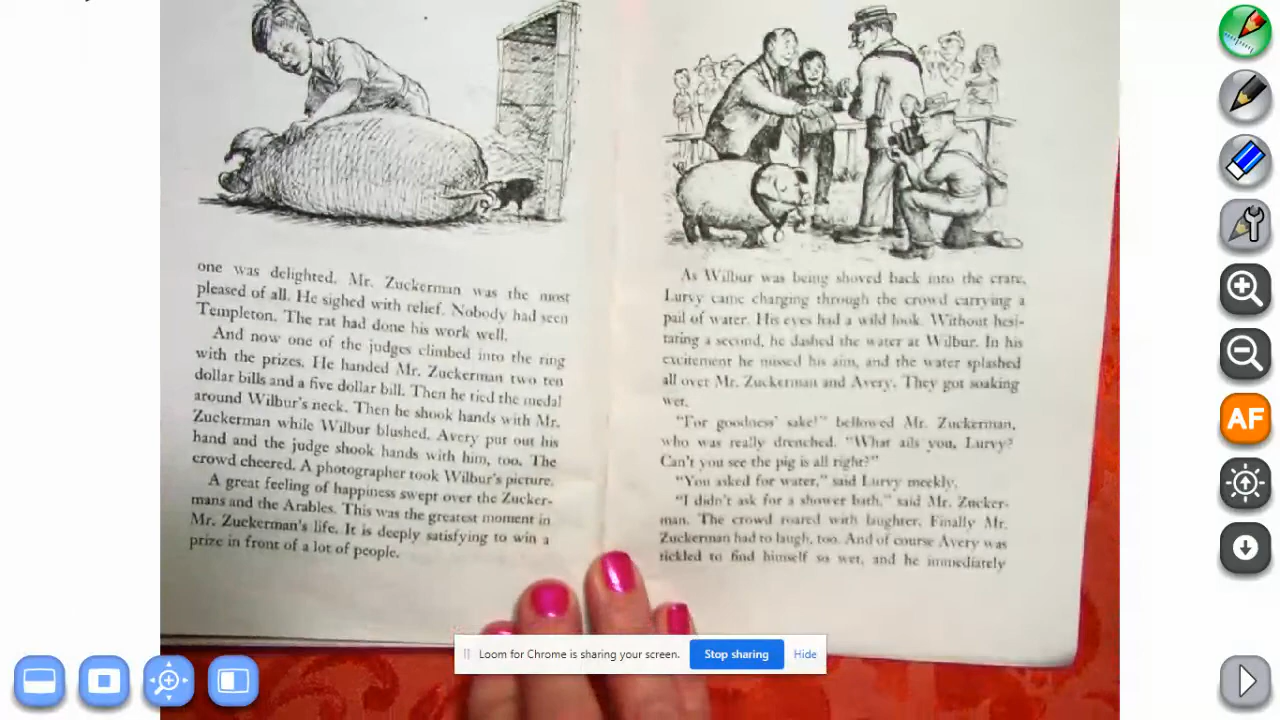 one was delighted. Mr. Zuckerman was the most
pleased of all. He sighed with relief. Nobody had seen
Templeton. The rat had done his work well.
And now one of the judges climbed into the ring
with the prizes. He handed Mr. Zuckerman two ten
dollar bills and a five dollar bill. Then he tied the medal
around Wilbur's neck. Then he shook hands with Mr.
Zuckerman while Wilbur blushed. Avery put out his
hand and the judge shook hands with him, too. The
crowd cheered. A photographer took Wilbur's picture.
A great feeling of happiness swept over the Zucker-
mans and the Arables. This was the greatest moment in
Mr. Zuckerman's life. It is deeply satisfying to win a
prize in front of a lot of people.
As Wilbur was being shoved back into the crate,
Lurvy came charging through the crowd carrying a
pail of water. His eyes had a wild look. Without hesi-
tating a second, he dashed the water at Wilbur. In his
excitement he missed his aim, and the water splashed
all over Mr. Zuckerman and Avery. They got soaking
wet.
"For goodness' sake!" bellowed Mr. Zuckerman,
who was really drenched. "What ails you, Lurvy?
Can't you see the pig is all right?"
"You asked for water," said Lurvy meekly.
"I didn't ask for a shower bath," said Mr. Zucker-
man. The crowd roared with laughter. Finally Mr.
Zuckerman had to laugh, too. And of course Avery was
tickled to find himself so wet, and he immediately
AF
Loom for Chrome is sharing your screen.
Stop sharing
Hide